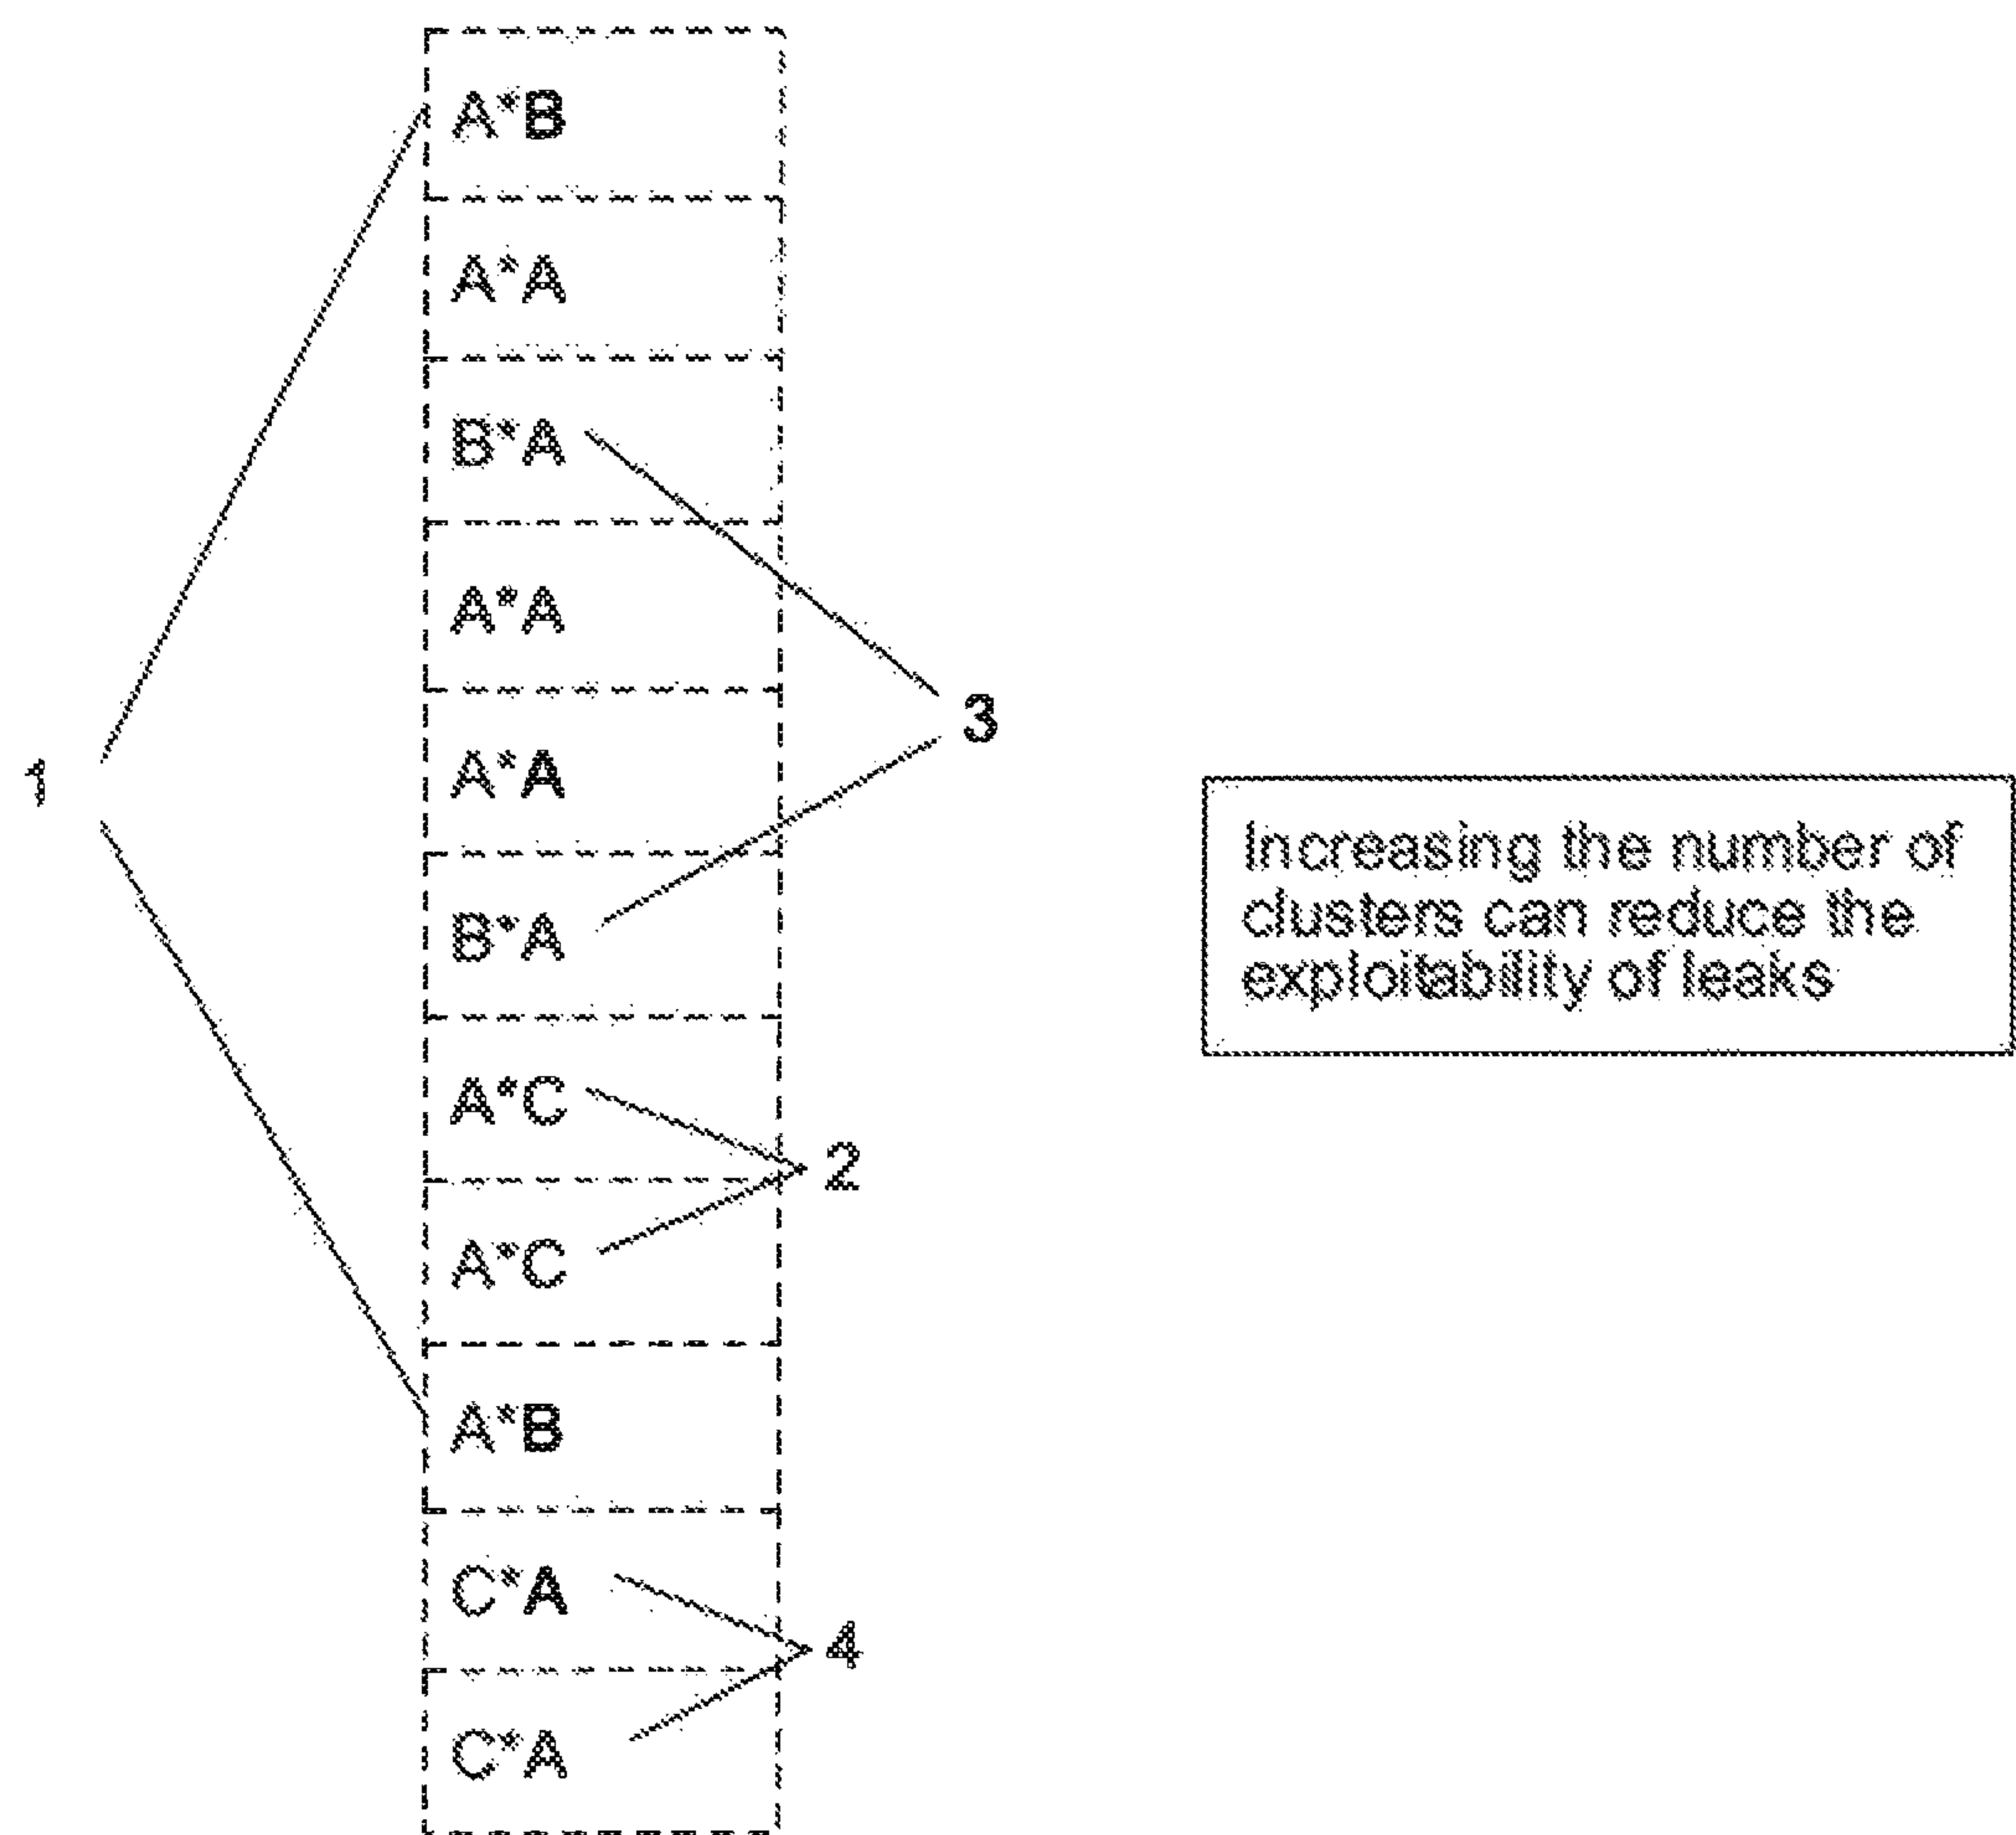 A*B
A*A
B*A
A*A
3
A*A
1
Increasing the number of
clusters can reduce the
exploitability of leaks
B*A
A*C
2
A*C
A*B
C*A
4
C*A